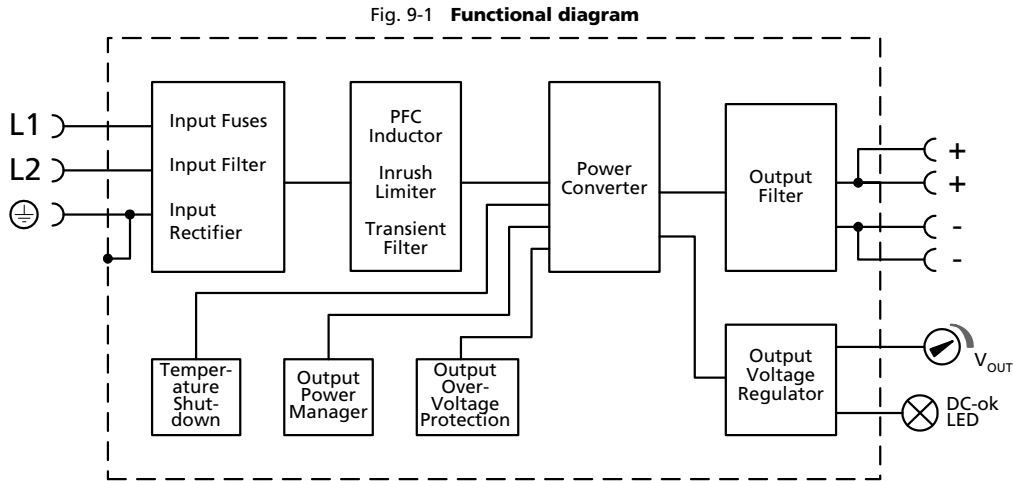 Fig. 9-1 Functional diagram
L1
L2
Input Fuses
Input Filter
Input
Rectifier
PFC
Inductor
Inrush
Limiter
Transient
Filter
Power
Converter
Output
Filter
+
+
-
-
Temper-
ature
Shut-
down
Output
Power
Manager
Output
Over-
Voltage
Protection
Output
Voltage
Regulator
VOUT
DC-ok
LED